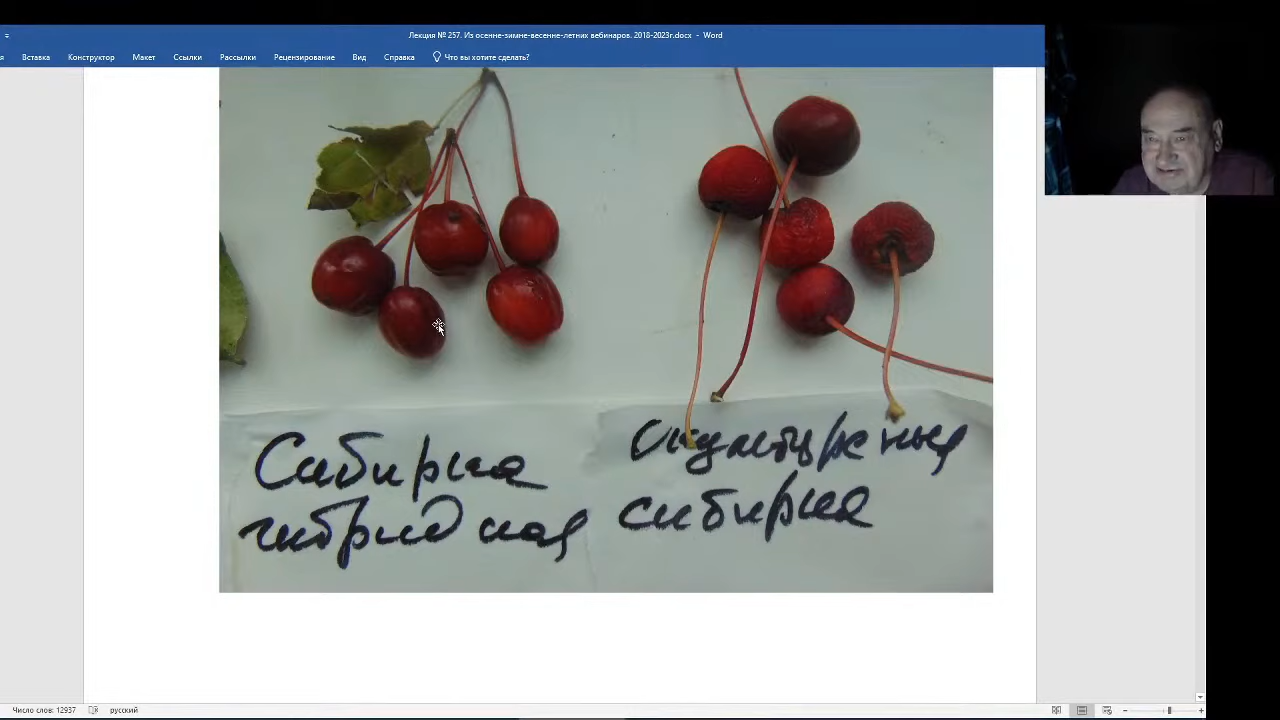 Лекция № 257. Из осенне-зимне-весенне-летних вебинаров. 2018-2023г.docx - Word
я Вставка Конструктор Макет Ссылки Рассылки Рецензирование Вид Справка Что вы хотите сделать?
Сибирка
гибридная
Окультурення
сибирка
Число слов: 12937 русский